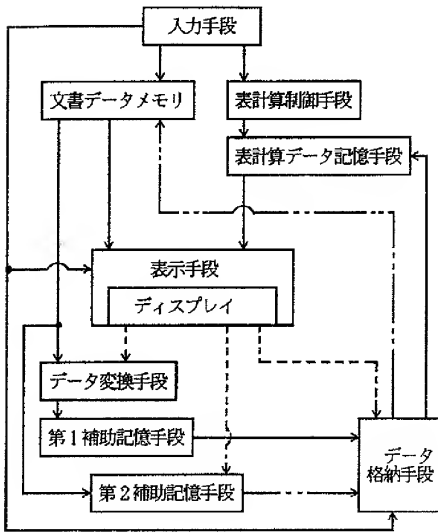 入力手段
文書データメモリ
表計算制御手段
表計算データ記憶手段
表示手段
ディスプレイ
データ変換手段
第1補助記憶手段
データ
格納手段
第2補助記憶手段